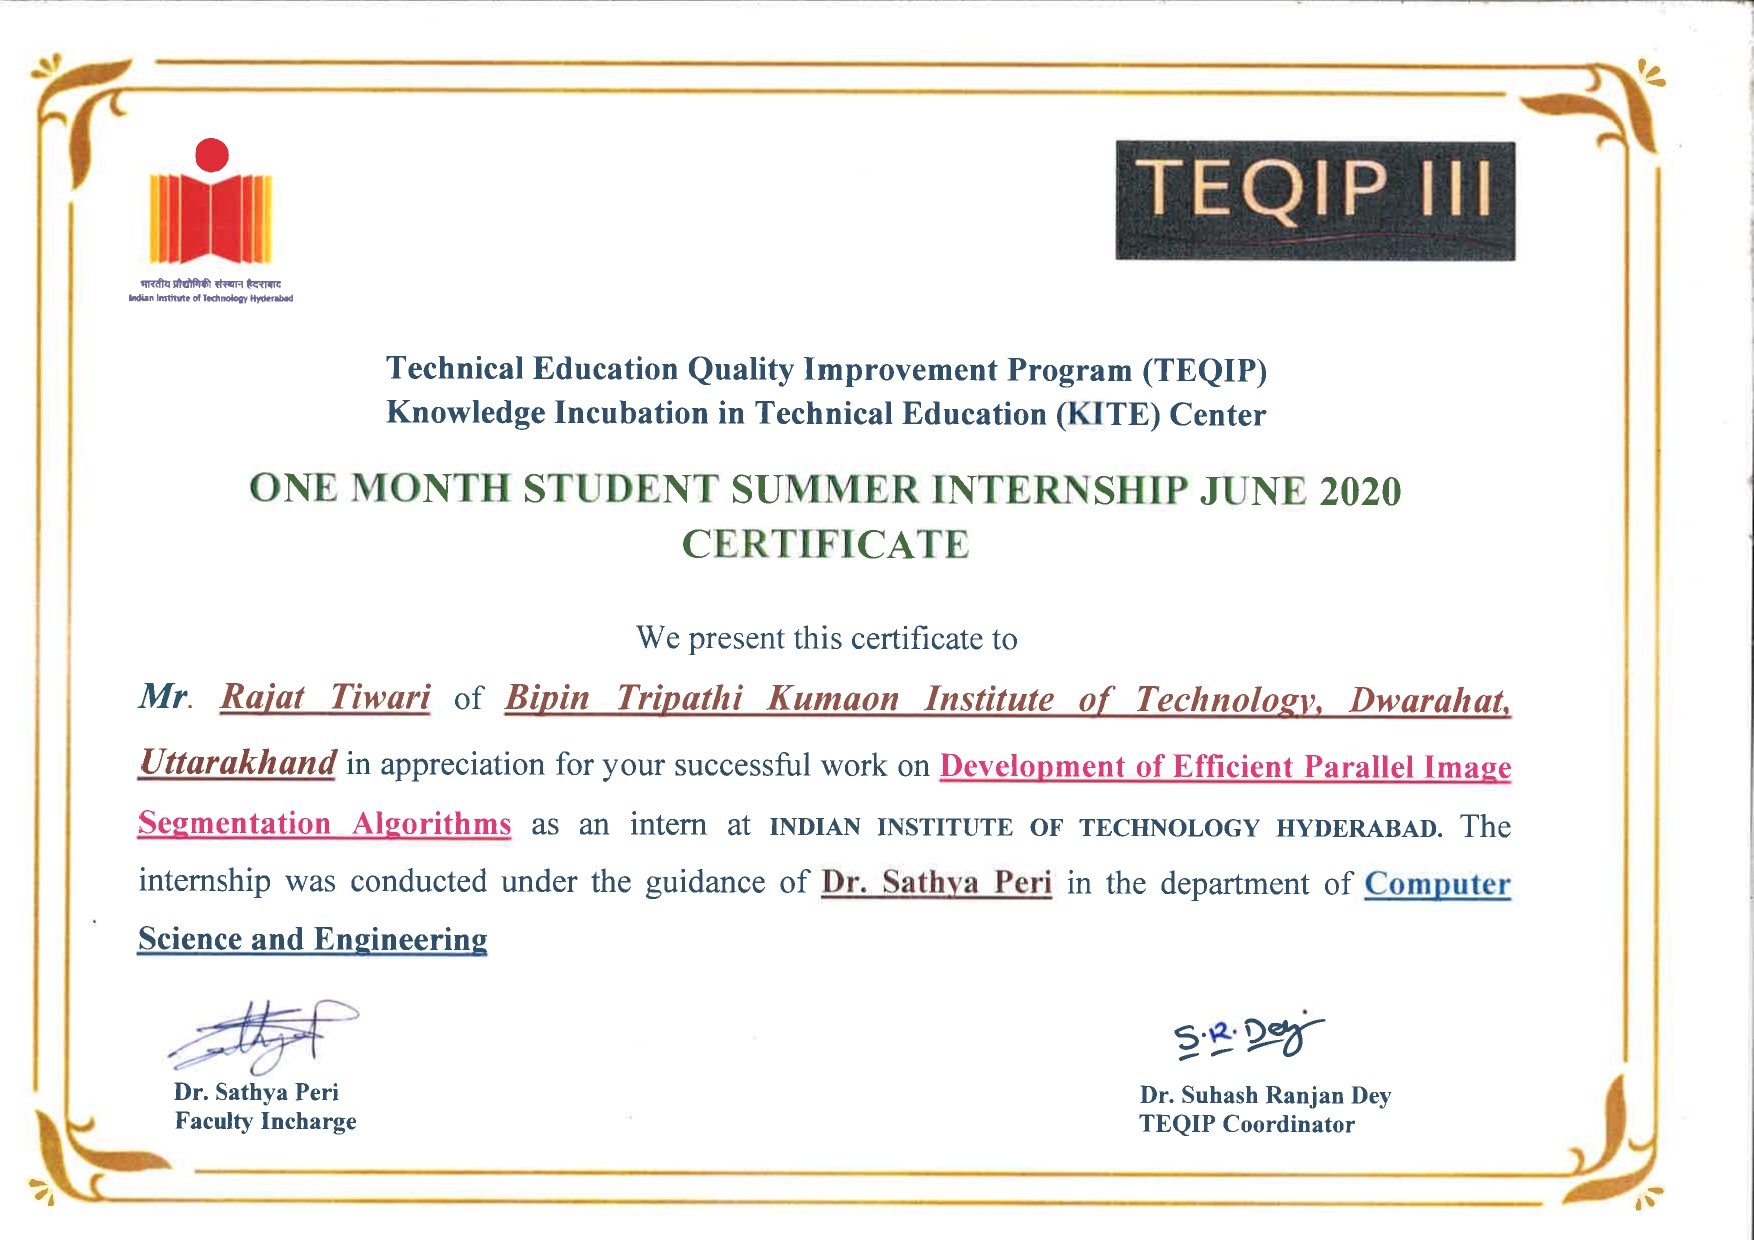 भारतीय प्रौद्योगिकी संस्थान हैदराबाद
Indian Institute of Technology Hyderabad
TEQIP III
Technical Education Quality Improvement Program (TEQIP)
Knowledge Incubation in Technical Education (KITE) Center
ONE MONTH STUDENT SUMMER INTERNSHIP JUNE 2020
CERTIFICATE
We present this certificate to
Mr. Rajat Tiwari of Bipin Tripathi Kumaon Institute of Technology, Dwarahat,
Uttarakhand in appreciation for your successful work on Development of Efficient Parallel Image
Segmentation Algorithms as an intern at INDIAN INSTITUTE OF TECHNOLOGY HYDERABAD. The
internship was conducted under the guidance of Dr. Sathya Peri in the department of Computer
Science and Engineering
S.R. Dey
Dr. Sathya Peri
Faculty Incharge
Dr. Suhash Ranjan Dey
TEQIP Coordinator